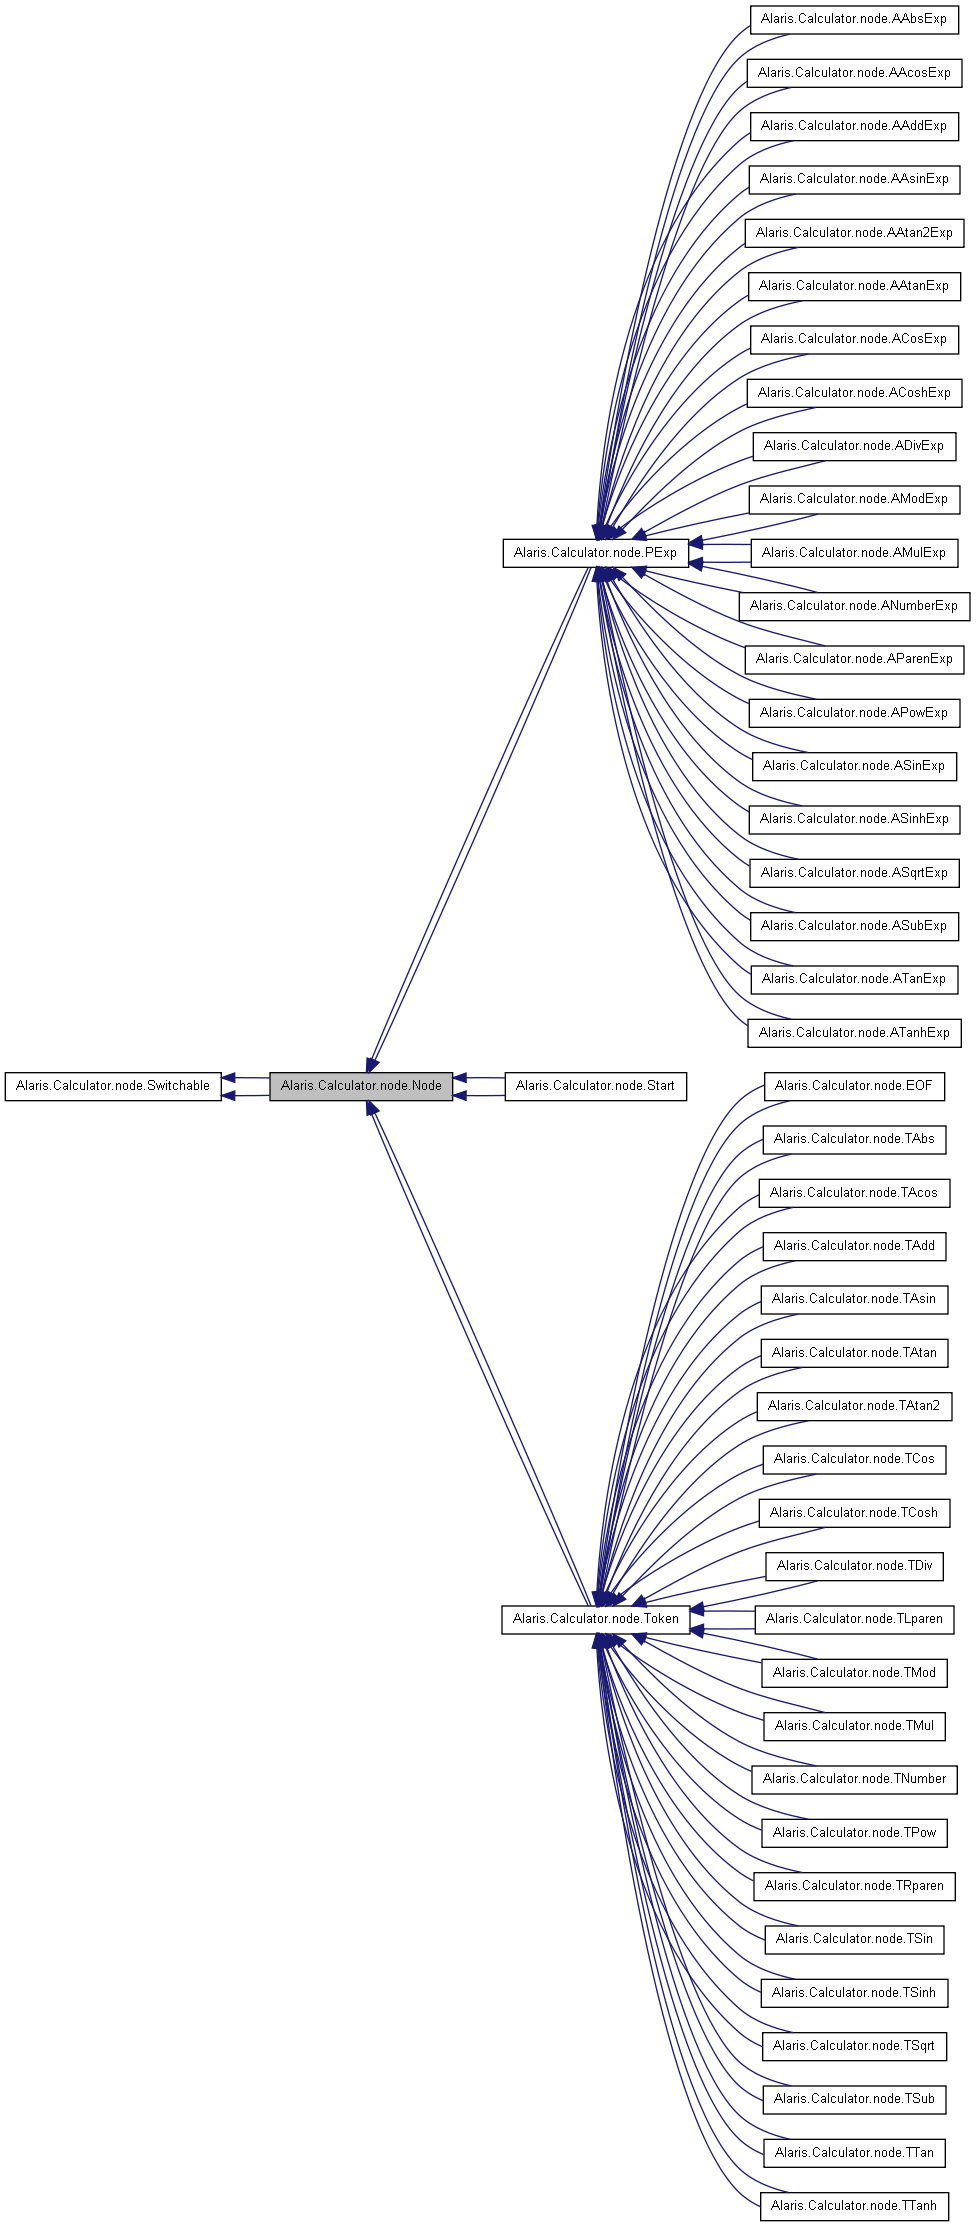 Alaris.Calculator.node.AAbsExp
Alaris.Calculator.node.AAcosExp
Alaris.Calculator.node.AAddExp
Alaris.Calculator.node.AAsinExp
Alaris.Calculator.node.AAtan2Exp
Alaris.Calculator.node.AAtanExp
Alaris.Calculator.node.ACosExp
Alaris.Calculator.node.ACoshExp
Alaris.Calculator.node.ADivExp
Alaris.Calculator.node.AModExp
Alaris.Calculator.node.PExp
Alaris.Calculator.node.AMulExp
Alaris.Calculator.node.ANumberExp
Alaris.Calculator.node.AParenExp
Alaris.Calculator.node.APowExp
Alaris.Calculator.node.ASinExp
Alaris.Calculator.node.ASinhExp
Alaris.Calculator.node.ASqrtExp
Alaris.Calculator.node.ASubExp
Alaris.Calculator.node.ATanExp
Alaris.Calculator.node.ATanhExp
Alaris.Calculator.node.Switchable
Alaris.Calculator.node.Node
Alaris.Calculator.node.Start
Alaris.Calculator.node.EOF
Alaris.Calculator.node.TAbs
Alaris.Calculator.node.TAcos
Alaris.Calculator.node.TAdd
Alaris.Calculator.node.TAsin
Alaris.Calculator.node.TAtan
Alaris.Calculator.node.TAtan2
Alaris.Calculator.node.TCos
Alaris.Calculator.node.TCosh
Alaris.Calculator.node.TDiv
Alaris.Calculator.node.Token
Alaris.Calculator.node.TLparen
Alaris.Calculator.node.TMod
Alaris.Calculator.node.TMul
Alaris.Calculator.node.TNumber
Alaris.Calculator.node.TPow
Alaris.Calculator.node.TRparen
Alaris.Calculator.node.TSin
Alaris.Calculator.node.TSinh
Alaris.Calculator.node.TSqrt
Alaris.Calculator.node.TSub
Alaris.Calculator.node.TTan
Alaris.Calculator.node.TTanh